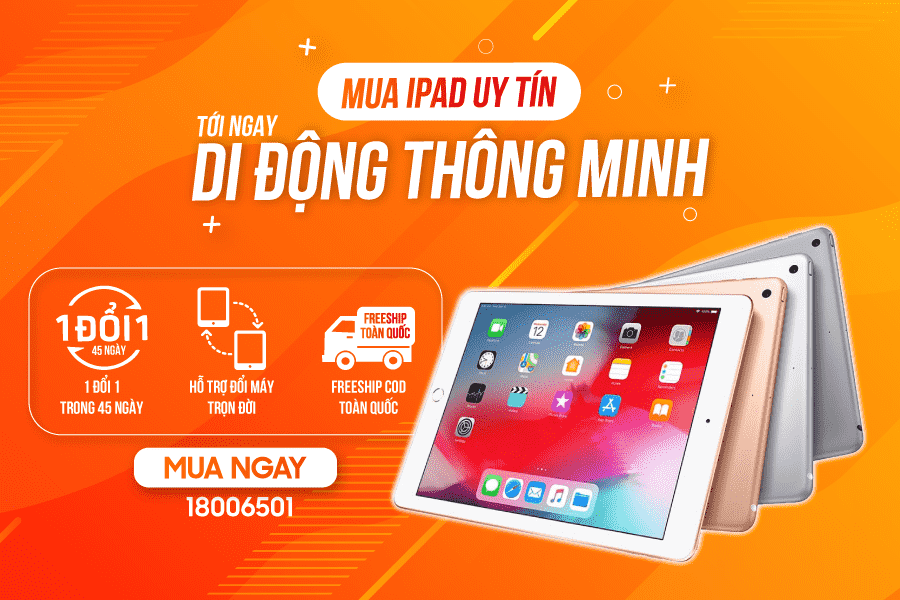 MUA IPAD UY TÍN
TỚI NGAY
DI ĐỘNG THÔNG MINH
1 ĐỔI 1
45 NGÀY
1 ĐỔI 1
TRONG 45 NGÀY
HỖ TRỢ ĐỔI MÁY
TRỌN ĐỜI
FREESHIP
TOÀN QUỐC
FREESHIP COD
TOÀN QUỐC
MUA NGAY
18006501
12